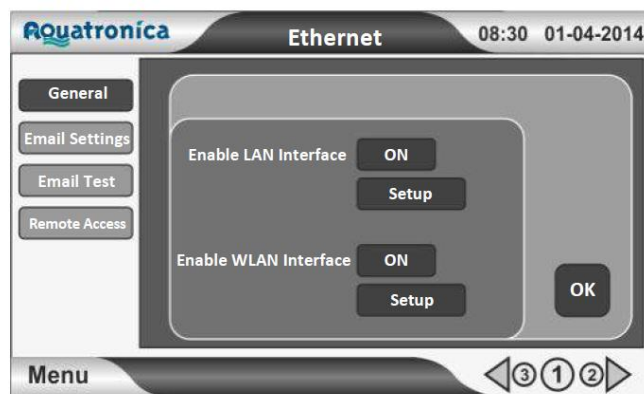 Aquatronica
Ethernet
08:30 01-04-2014
General
Email Settings
Email Test
Remote Access
Enable LAN Interface ON
Setup
Enable WLAN Interface ON
Setup
OK
Menu
3 1 2